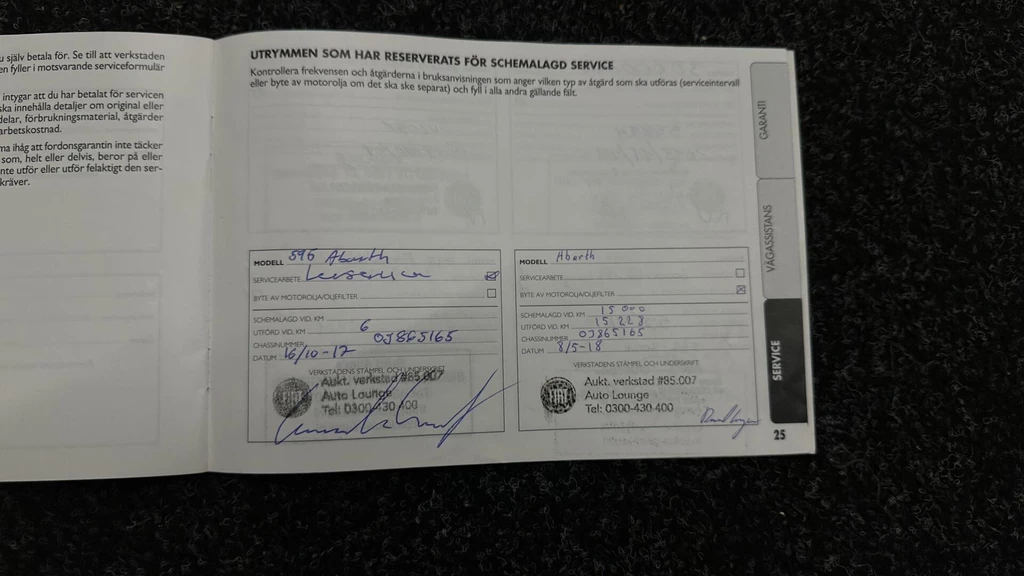 u själv betala för. Se till att verkstaden
en fyller i motsvarande serviceformulär
intygar att du har betalat för servicen
ska innehålla detaljer om original eller
delar, förbrukningsmaterial, åtgärder
arbetskostnad.
ma ihåg att fordonsgarantin inte täcker
som, helt eller delvis, beror på eller
nte utför eller utför felaktigt den ser-
kräver.
UTRYMMEN SOM HAR RESERVERATS FÖR SCHEMALAGD SERVICE
Kontrollera frekvensen och åtgärderna i bruksanvisningen som anger vilken typ av åtgärd som ska utföras (serviceintervall
eller byte av motorolja om det ska ske separat) och fyll i alla andra gällande fält.
MODELL 596 Abarth
SERVICEARBETE Leverans
BYTE AV MOTOROLJA/OLJEFILTER
SCHEMALAGD VID. KM
UTFÖRD VID. KM 6
CHASSINUMMER 0J865165
DATUM 16/10-17
VERKSTADENS STÄMPEL OCH UNDERSKRIFT
Aukt. verkstad #85.007
Auto Lounge
Tel: 0300-430 400
MODELL Abarth
SERVICEARBETE
BYTE AV MOTOROLJA/OLJEFILTER
SCHEMALAGD VID. KM 15 000
UTFÖRD VID. KM 15 228
CHASSINUMMER 0J865165
DATUM 8/5-18
VERKSTADENS STÄMPEL OCH UNDERSKRIFT
Aukt. verkstad #85.007
Auto Lounge
Tel: 0300-430 400
GARANTI
VÄGASSISTANS
SERVICE
25